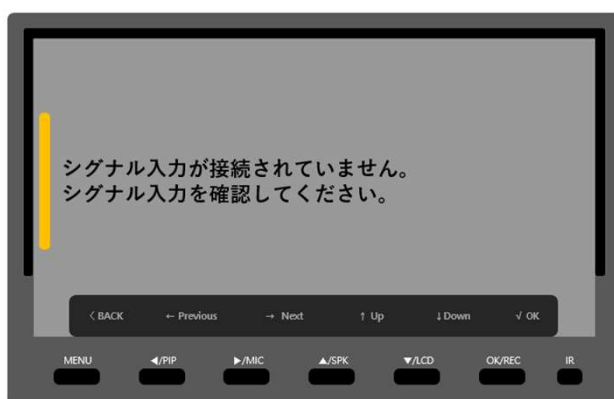 シグナル入力が接続されていません。
シグナル入力を確認してください。
〈 BACK ← Previous → Next ↑ Up ↓ Down √ OK
MENU ◀/PIP ▶/MIC ▲/SPK ▼/LCD OK/REC IR